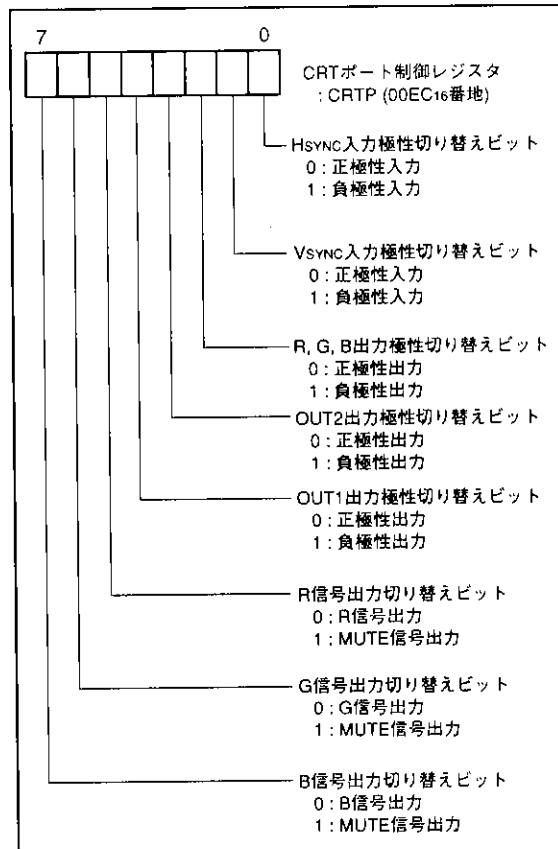 7 0
CRTポート制御レジスタ
: CRTP (00EC16番地)
HSYNC入力極性切り替えビット
0 : 正極性入力
1 : 負極性入力
VSYNC入力極性切り替えビット
0 : 正極性入力
1 : 負極性入力
R, G, B出力極性切り替えビット
0 : 正極性出力
1 : 負極性出力
OUT2出力極性切り替えビット
0 : 正極性出力
1 : 負極性出力
OUT1出力極性切り替えビット
0 : 正極性出力
1 : 負極性出力
R信号出力切り替えビット
0 : R信号出力
1 : MUTE信号出力
G信号出力切り替えビット
0 : G信号出力
1 : MUTE信号出力
B信号出力切り替えビット
0 : B信号出力
1 : MUTE信号出力